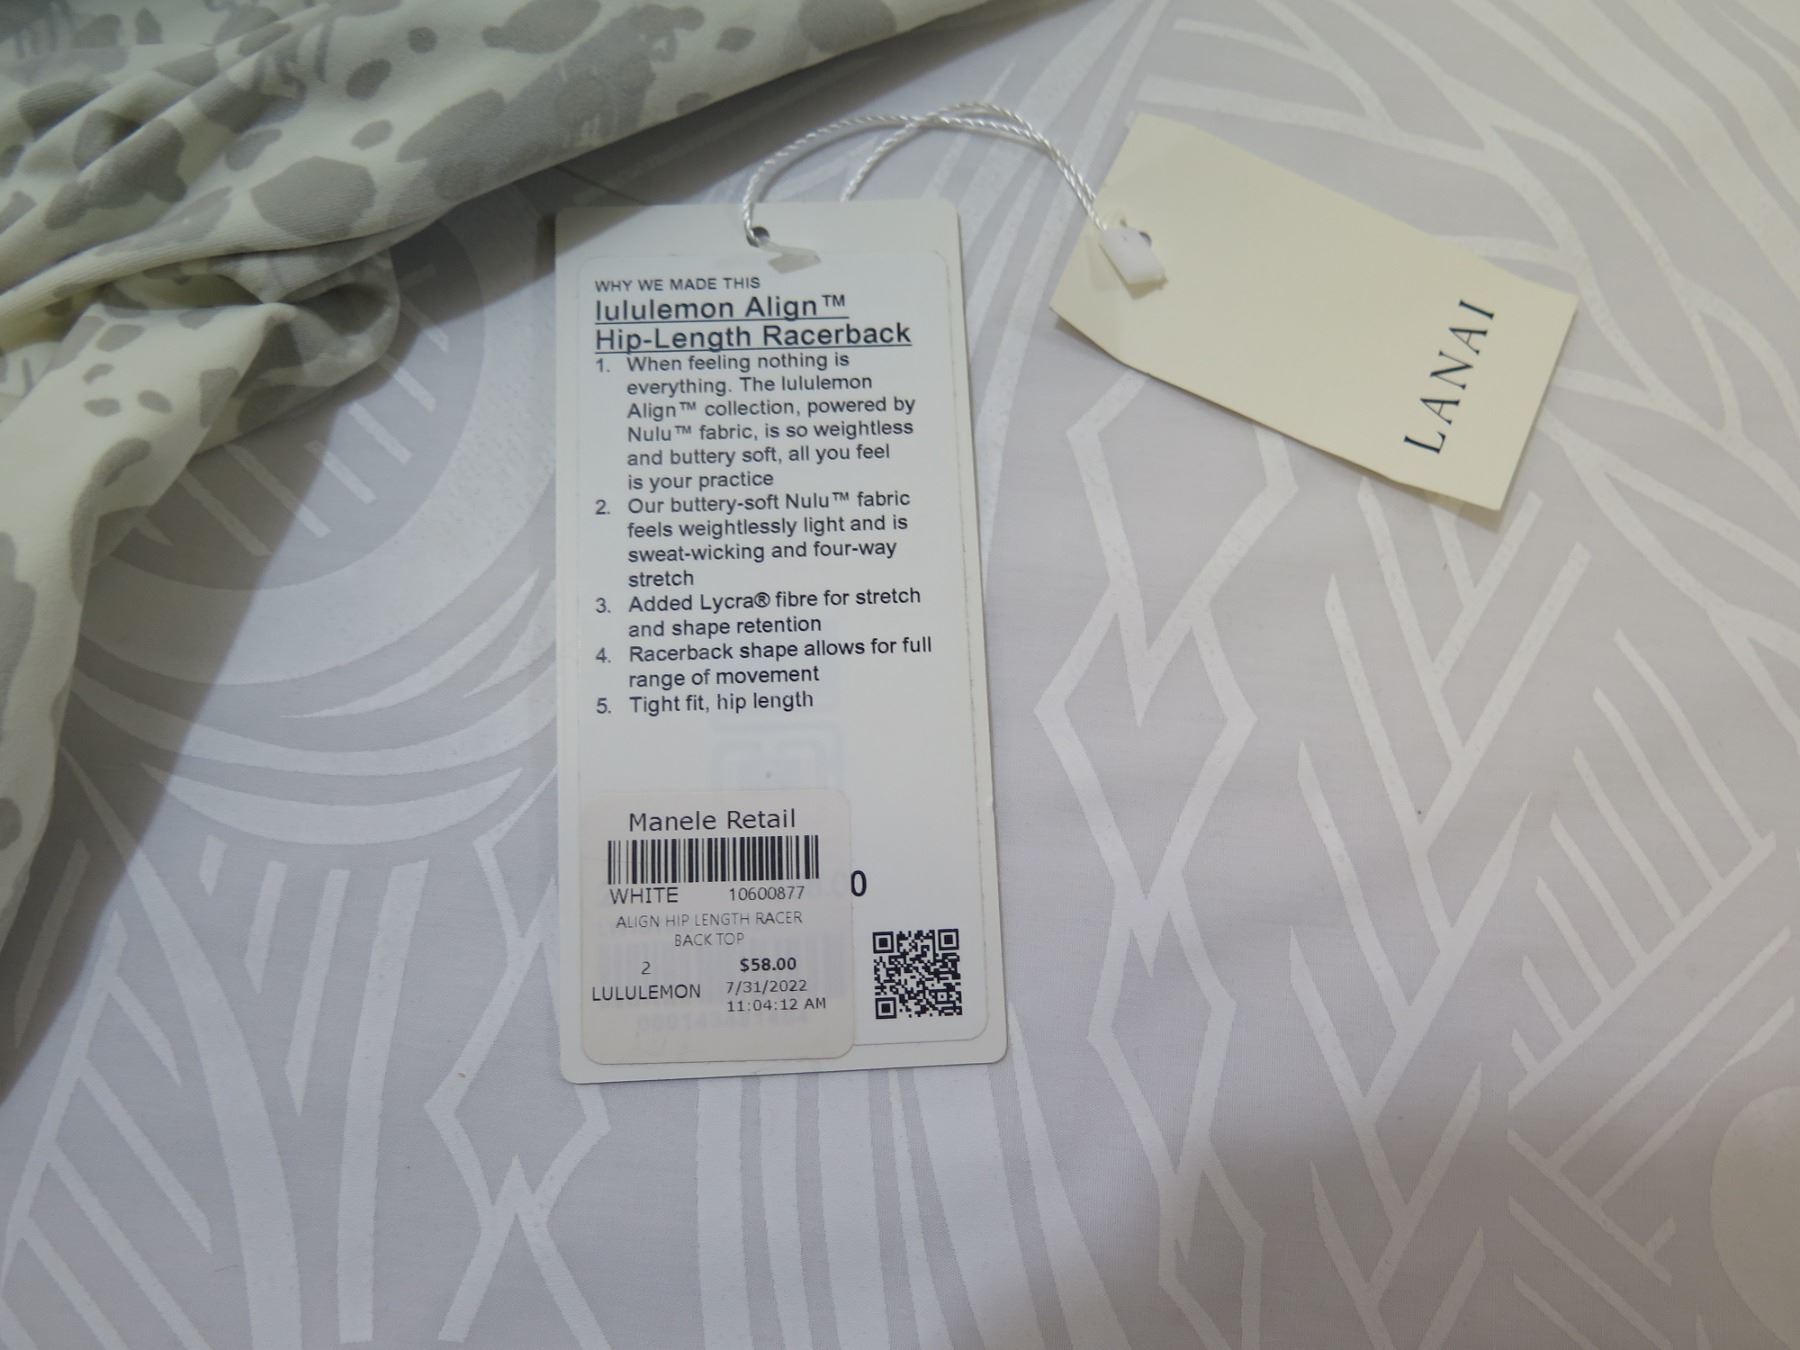 WHY WE MADE THIS
lululemon Align™
Hip-Length Racerback
1. When feeling nothing is
everything. The lululemon
Align™ collection, powered by
Nulu™ fabric, is so weightless
and buttery soft, all you feel
is your practice
2. Our buttery-soft Nulu™ fabric
feels weightlessly light and is
sweat-wicking and four-way
stretch
3. Added Lycra® fibre for stretch
and shape retention
4. Racerback shape allows for full
range of movement
5. Tight fit, hip length
Manele Retail
WHITE 10600877
0
ALIGN HIP LENGTH RACER
BACK TOP
2 $58.00
LULULEMON 7/31/2022
11:04:12 AM
LANAI